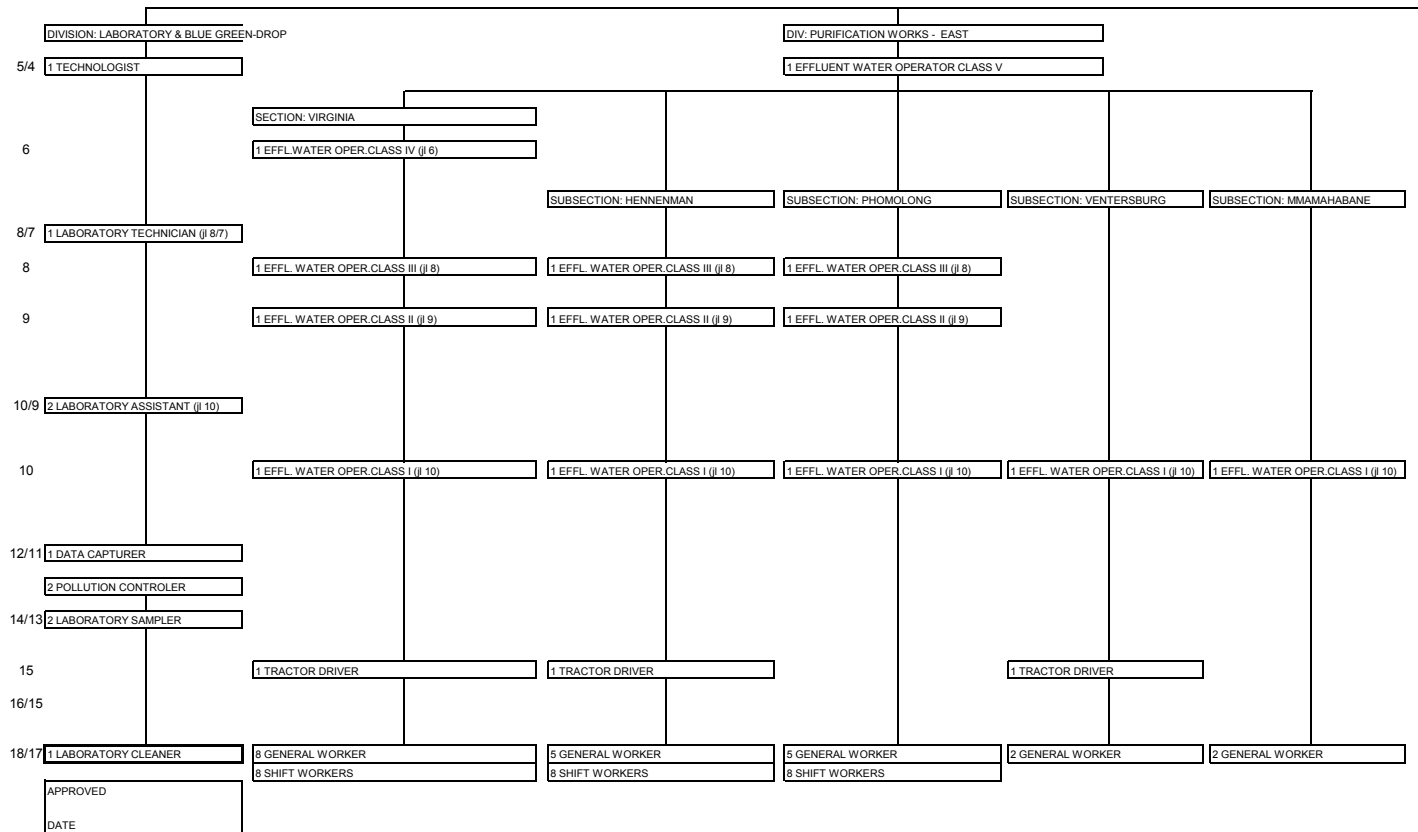 DIVISION: LABORATORY & BLUE GREEN-DROP
DIV: PURIFICATION WORKS - EAST
5/4
1 TECHNOLOGIST
1 EFFLUENT WATER OPERATOR CLASS V
SECTION: VIRGINIA
6
1 EFFL.WATER OPER.CLASS IV (jl 6)
SUBSECTION: HENNENMAN
SUBSECTION: PHOMOLONG
SUBSECTION: VENTERSBURG
SUBSECTION: MMAMAHABANE
8/7
1 LABORATORY TECHNICIAN (jl 8/7)
8
1 EFFL. WATER OPER.CLASS III (jl 8)
1 EFFL. WATER OPER.CLASS III (jl 8)
1 EFFL. WATER OPER.CLASS III (jl 8)
9
1 EFFL. WATER OPER.CLASS II (jl 9)
1 EFFL. WATER OPER.CLASS II (jl 9)
1 EFFL. WATER OPER.CLASS II (jl 9)
10/9
2 LABORATORY ASSISTANT (jl 10)
10
1 EFFL. WATER OPER.CLASS I (jl 10)
1 EFFL. WATER OPER.CLASS I (jl 10)
1 EFFL. WATER OPER.CLASS I (jl 10)
1 EFFL. WATER OPER.CLASS I (jl 10)
1 EFFL. WATER OPER.CLASS I (jl 10)
12/11
1 DATA CAPTURER
2 POLLUTION CONTROLER
14/13
2 LABORATORY SAMPLER
15
1 TRACTOR DRIVER
1 TRACTOR DRIVER
1 TRACTOR DRIVER
16/15
18/17
1 LABORATORY CLEANER
8 GENERAL WORKER
5 GENERAL WORKER
5 GENERAL WORKER
2 GENERAL WORKER
2 GENERAL WORKER
8 SHIFT WORKERS
8 SHIFT WORKERS
8 SHIFT WORKERS
APPROVED
DATE